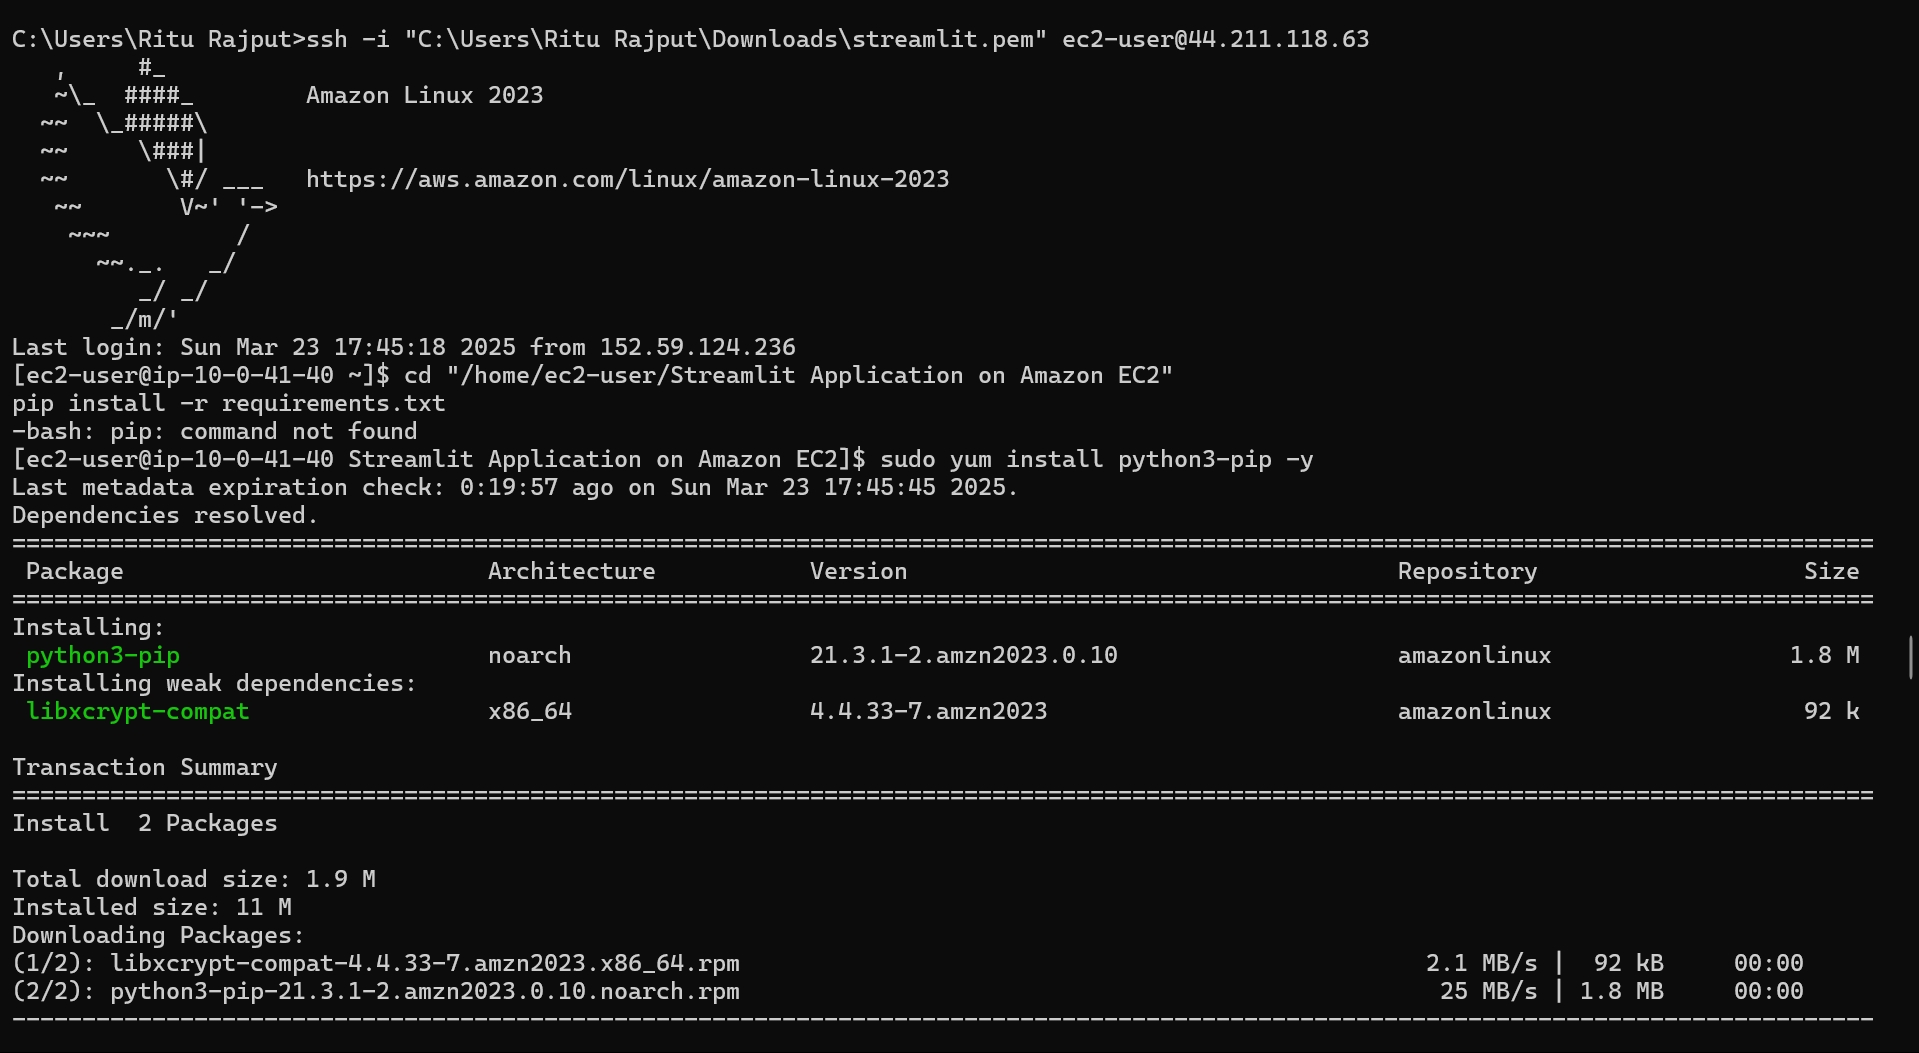 C:\Users\Ritu Rajput>ssh -i "C:\Users\Ritu Rajput\Downloads\streamlit.pem" ec2-user@44.211.118.63
   ,     #_
   ~\_  ####_        Amazon Linux 2023
  ~~  \_#####\
  ~~     \###|
  ~~       \#/ ___   https://aws.amazon.com/linux/amazon-linux-2023
   ~~       V~' '->
    ~~~         /
      ~~._.   _/
         _/ _/
       _/m/'
Last login: Sun Mar 23 17:45:18 2025 from 152.59.124.236
[ec2-user@ip-10-0-41-40 ~]$ cd "/home/ec2-user/Streamlit Application on Amazon EC2"
pip install -r requirements.txt
-bash: pip: command not found
[ec2-user@ip-10-0-41-40 Streamlit Application on Amazon EC2]$ sudo yum install python3-pip -y
Last metadata expiration check: 0:19:57 ago on Sun Mar 23 17:45:45 2025.
Dependencies resolved.
=====================================================================================================================================
 Package                          Architecture           Version                                   Repository                   Size
=====================================================================================================================================
Installing:
 python3-pip                      noarch                 21.3.1-2.amzn2023.0.10                    amazonlinux                 1.8 M
Installing weak dependencies:
 libxcrypt-compat                 x86_64                 4.4.33-7.amzn2023                         amazonlinux                  92 k

Transaction Summary
=====================================================================================================================================
Install  2 Packages

Total download size: 1.9 M
Installed size: 11 M
Downloading Packages:
(1/2): libxcrypt-compat-4.4.33-7.amzn2023.x86_64.rpm                                                 2.1 MB/s |  92 kB     00:00
(2/2): python3-pip-21.3.1-2.amzn2023.0.10.noarch.rpm                                                  25 MB/s | 1.8 MB     00:00
-------------------------------------------------------------------------------------------------------------------------------------